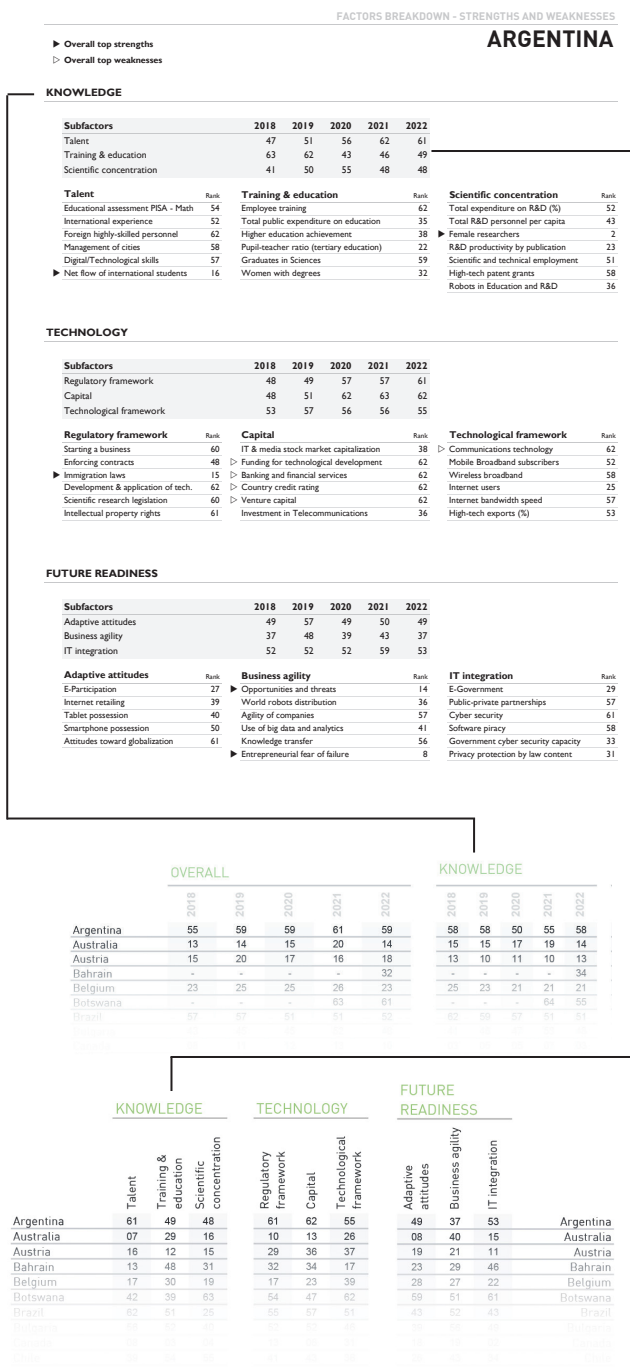 FACTORS BREAKDOWN - STRENGTHS AND WEAKNESSES
ARGENTINA
▶ Overall top strengths
▷ Overall top weaknesses
KNOWLEDGE
Subfactors 2018 2019 2020 2021 2022
Talent 47 51 56 62 61
Training & education 63 62 43 46 49
Scientific concentration 41 50 55 48 48
Talent Rank Training & education Rank Scientific concentration Rank
Educational assessment PISA - Math 54 Employee training 62 Total expenditure on R&D (%) 52
International experience 52 Total public expenditure on education 35 Total R&D personnel per capita 43
Foreign highly-skilled personnel 62 Higher education achievement 38 ▶ Female researchers 2
Management of cities 58 Pupil-teacher ratio (tertiary education) 22 R&D productivity by publication 23
Digital/Technological skills 57 Graduates in Sciences 59 Scientific and technical employment 51
▶ Net flow of international students 16 Women with degrees 32 High-tech patent grants 58
Robots in Education and R&D 36
TECHNOLOGY
Subfactors 2018 2019 2020 2021 2022
Regulatory framework 48 49 57 57 61
Capital 48 51 62 63 62
Technological framework 53 57 56 56 55
Regulatory framework Rank Capital Rank Technological framework Rank
Starting a business 60 IT & media stock market capitalization 38 ▷ Communications technology 62
Enforcing contracts 48 ▷ Funding for technological development 62 Mobile Broadband subscribers 52
▶ Immigration laws 15 ▷ Banking and financial services 62 Wireless broadband 58
Development & application of tech. 62 ▷ Country credit rating 62 Internet users 25
Scientific research legislation 60 ▷ Venture capital 62 Internet bandwidth speed 57
Intellectual property rights 61 Investment in Telecommunications 36 High-tech exports (%) 53
FUTURE READINESS
Subfactors 2018 2019 2020 2021 2022
Adaptive attitudes 49 57 49 50 49
Business agility 37 48 39 43 37
IT integration 52 52 52 59 53
Adaptive attitudes Rank Business agility Rank IT integration Rank
E-Participation 27 ▶ Opportunities and threats 14 E-Government 29
Internet retailing 39 World robots distribution 36 Public-private partnerships 57
Tablet possession 40 Agility of companies 57 Cyber security 61
Smartphone possession 50 Use of big data and analytics 41 Software piracy 58
Attitudes toward globalization 61 Knowledge transfer 56 Government cyber security capacity 33
▶ Entrepreneurial fear of failure 8 Privacy protection by law content 31
OVERALL KNOWLEDGE
2018 2019 2020 2021 2022 2018 2019 2020 2021 2022
Argentina 55 59 59 61 59 58 58 50 55 58
Australia 13 14 15 20 14 15 15 17 19 14
Austria 15 20 17 16 18 13 10 11 10 13
Bahrain - - - - 32 - - - - 34
Belgium 23 25 25 26 23 25 23 21 21 21
Botswana - - - 63 61 - - - 64 55
Brazil 57 57 51 51 52 62 59 57 51 51
KNOWLEDGE TECHNOLOGY FUTURE READINESS
Talent Training & education Scientific concentration Regulatory framework Capital Technological framework Adaptive attitudes Business agility IT integration
Argentina 61 49 48 61 62 55 49 37 53 Argentina
Australia 07 29 16 10 13 26 08 40 15 Australia
Austria 16 12 15 29 36 37 19 21 11 Austria
Bahrain 13 48 31 32 34 17 23 29 46 Bahrain
Belgium 17 30 19 17 23 39 28 27 22 Belgium
Botswana 42 39 63 54 47 62 59 51 61 Botswana
Brazil 62 51 25 55 57 51 43 52 43 Brazil